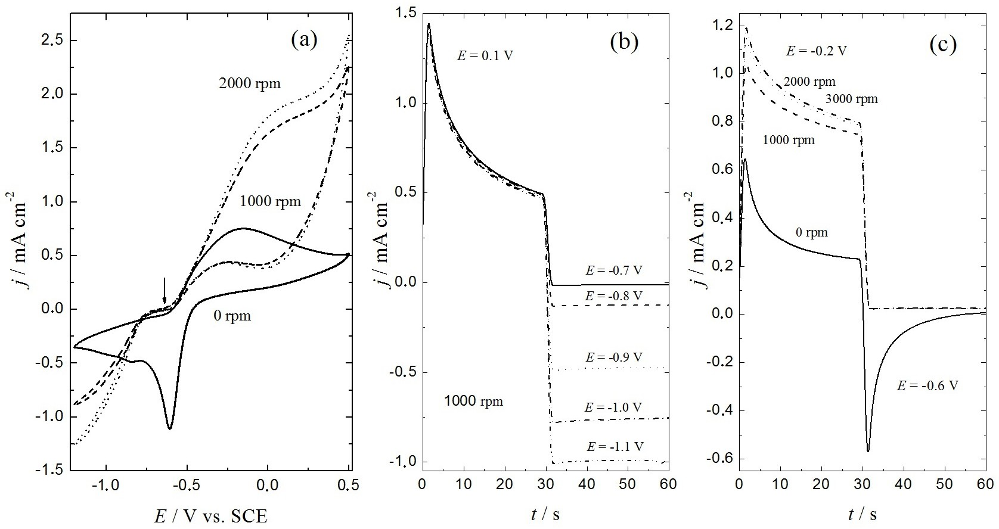 (a)
2000 rpm
1000 rpm
0 rpm
2.5
2.0
1.5
1.0
0.5
0.0
-0.5
-1.0
-1.5
j / mA cm-2
-1.0 -0.5 0.0 0.5
E / V vs. SCE
(b)
E = 0.1 V
E = -0.7 V
E = -0.8 V
E = -0.9 V
E = -1.0 V
E = -1.1 V
1000 rpm
1.5
1.0
0.5
0.0
-0.5
-1.0
j / mA cm-2
0 10 20 30 40 50 60
t / s
(c)
E = -0.2 V
2000 rpm
3000 rpm
1000 rpm
0 rpm
E = -0.6 V
1.2
1.0
0.8
0.6
0.4
0.2
0.0
-0.2
-0.4
-0.6
j / mA cm-2
0 10 20 30 40 50 60
t / s